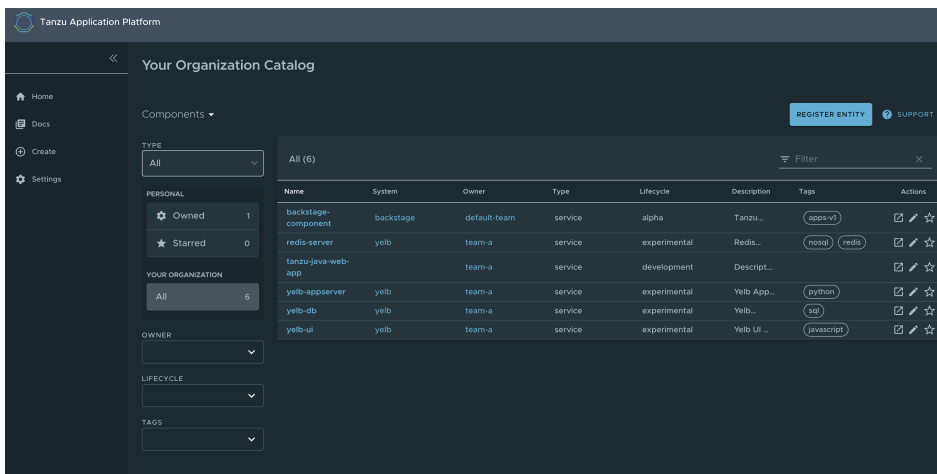 Tanzu Application Platform
Home
Docs
Create
Settings
Your Organization Catalog
Components
REGISTER ENTITY
SUPPORT
TYPE
All
PERSONAL
Owned 1
Starred 0
YOUR ORGANIZATION
All 6
OWNER
LIFECYCLE
TAGS
All (6)
Filter
Name System Owner Type Lifecycle Description Tags Actions
backstage-component backstage default-team service alpha Tanzu... apps-v1
redis-server yelb team-a service experimental Redis... nosql redis
tanzu-java-web-app team-a service development Descript...
yelb-appserver yelb team-a service experimental Yelb App... python
yelb-db yelb team-a service experimental Yelb... sql
yelb-ui yelb team-a service experimental Yelb UI ... javascript